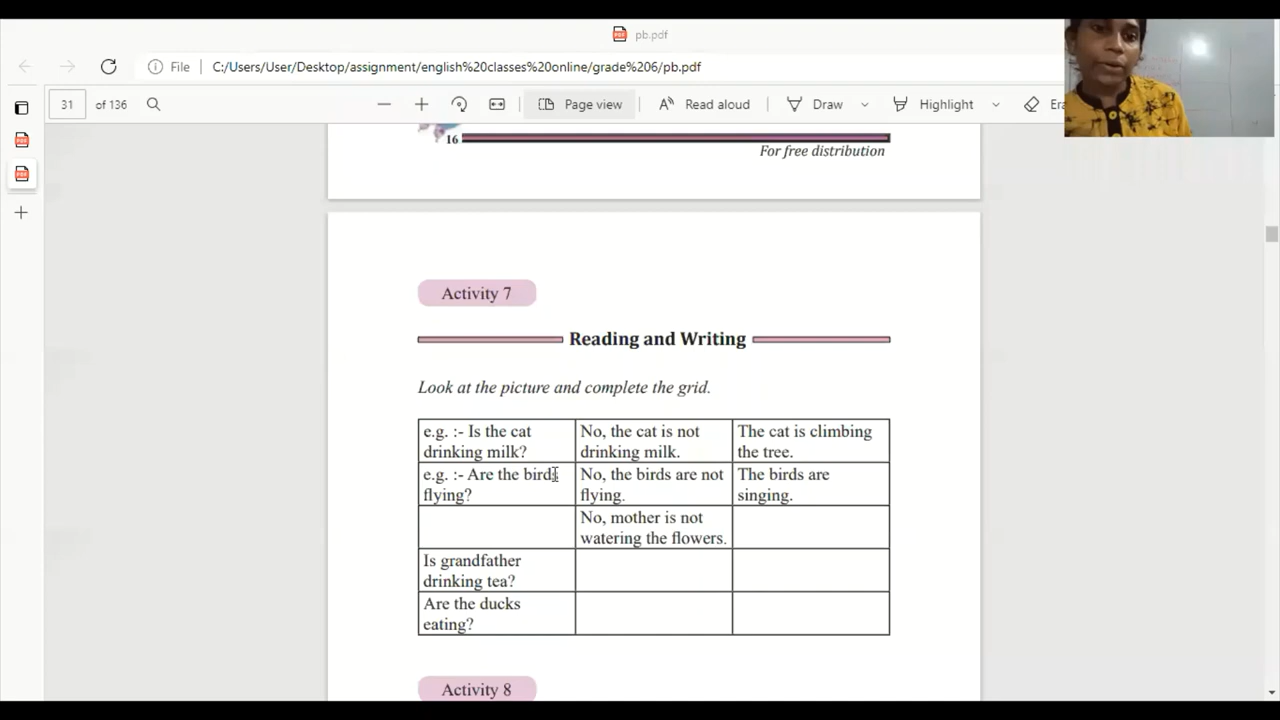 pb.pdf
File C:/Users/User/Desktop/assignment/english%20classes%20online/grade%206/pb.pdf
31 of 136 Page view Read aloud Draw Highlight
16
For free distribution
Activity 7
Reading and Writing
Look at the picture and complete the grid.
e.g. :- Is the cat
drinking milk?
No, the cat is not
drinking milk.
The cat is climbing
the tree.
e.g. :- Are the birds
flying?
No, the birds are not
flying.
The birds are
singing.
No, mother is not
watering the flowers.
Is grandfather
drinking tea?
Are the ducks
eating?
Activity 8